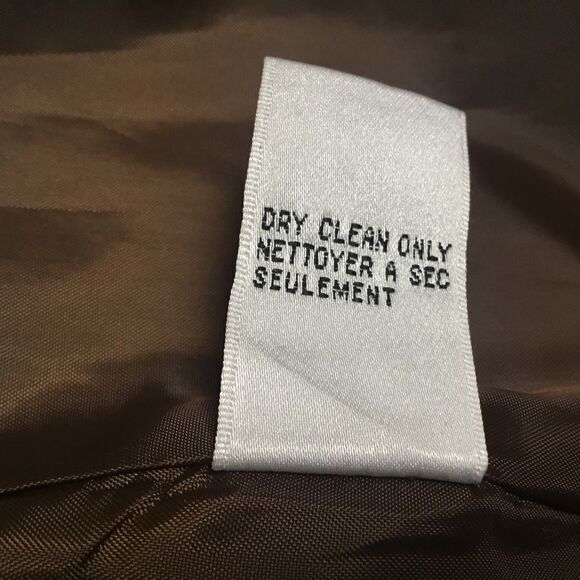 DRY CLEAN ONLY
NETTOYER A SEC
SEULEMENT